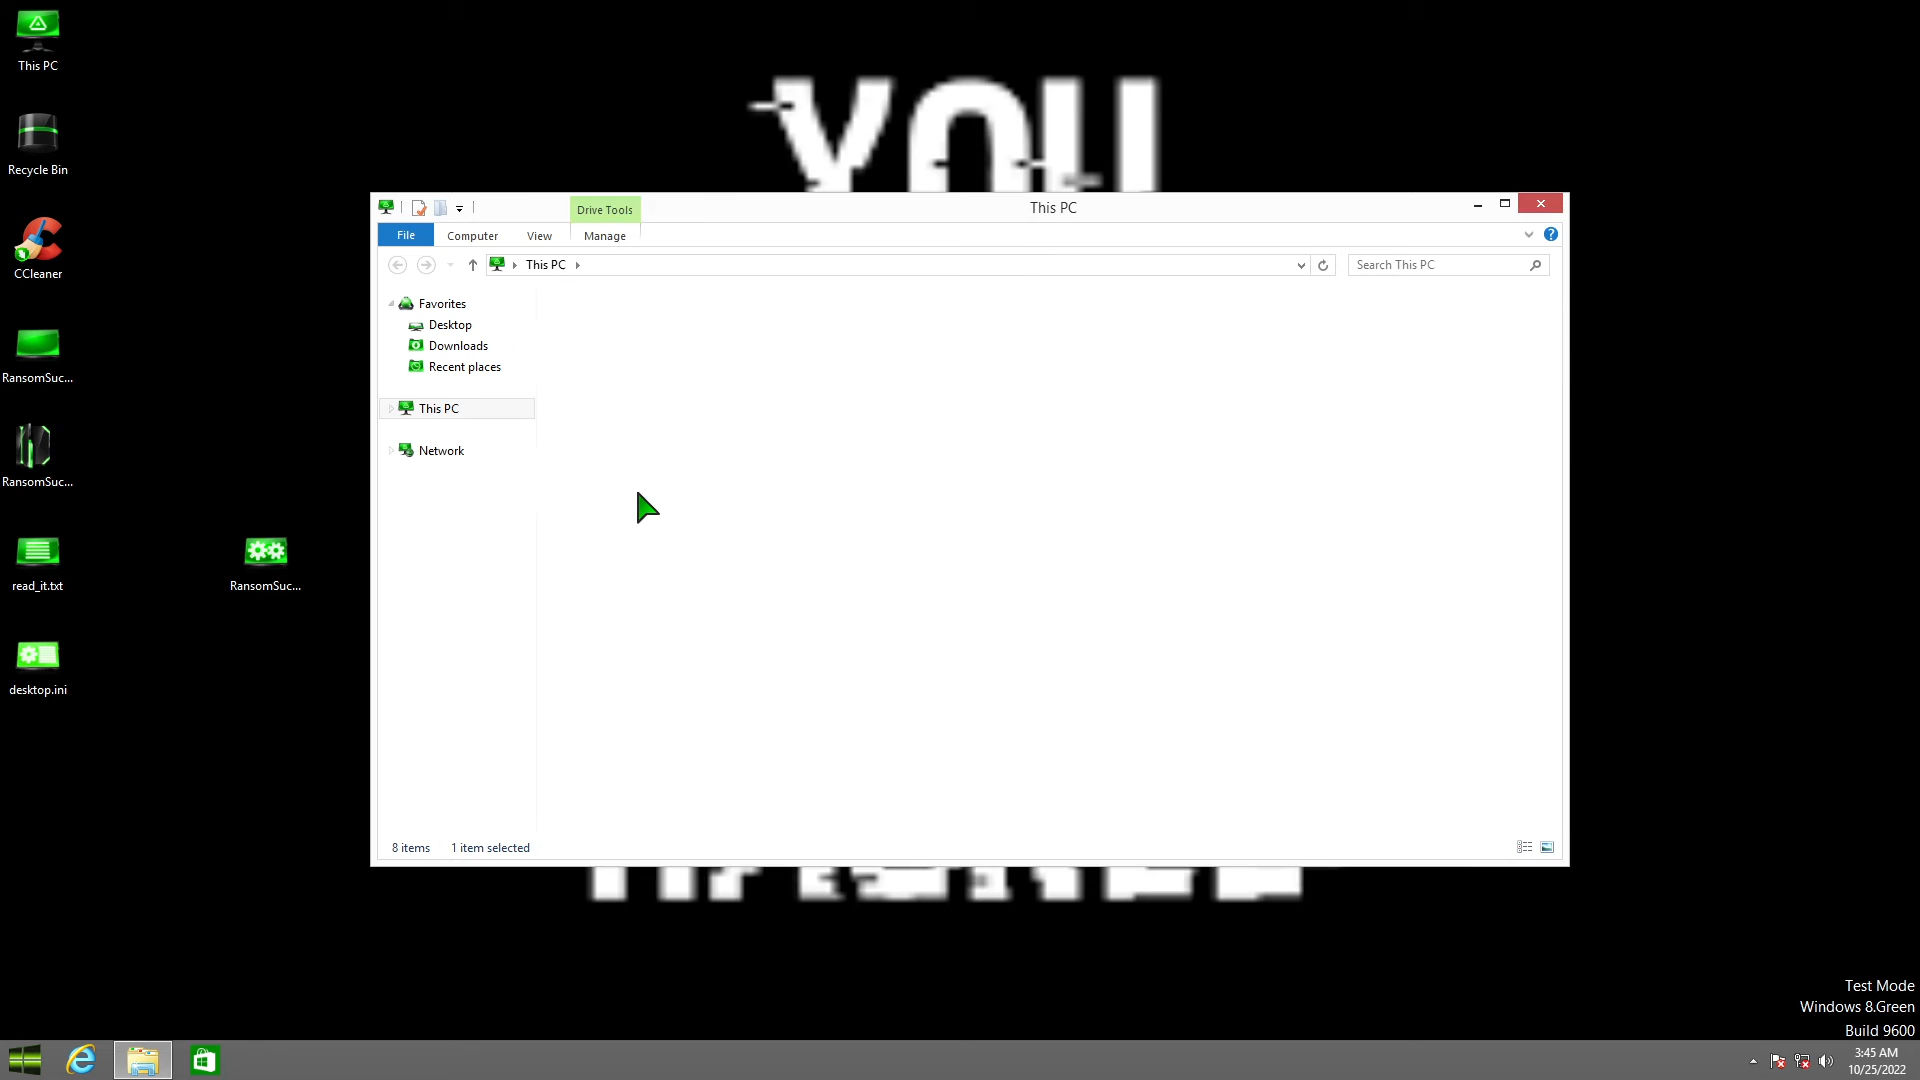 This PC
Recycle Bin
CCleaner
RansomSuc...
RansomSuc...
read_it.txt
RansomSuc...
desktop.ini
YOU
Drive Tools
This PC
File
Computer
View
Manage
This PC
Search This PC
Favorites
Desktop
Downloads
Recent places
This PC
Network
8 items
1 item selected
Test Mode
Windows 8.Green
Build 9600
3:45 AM
10/25/2022